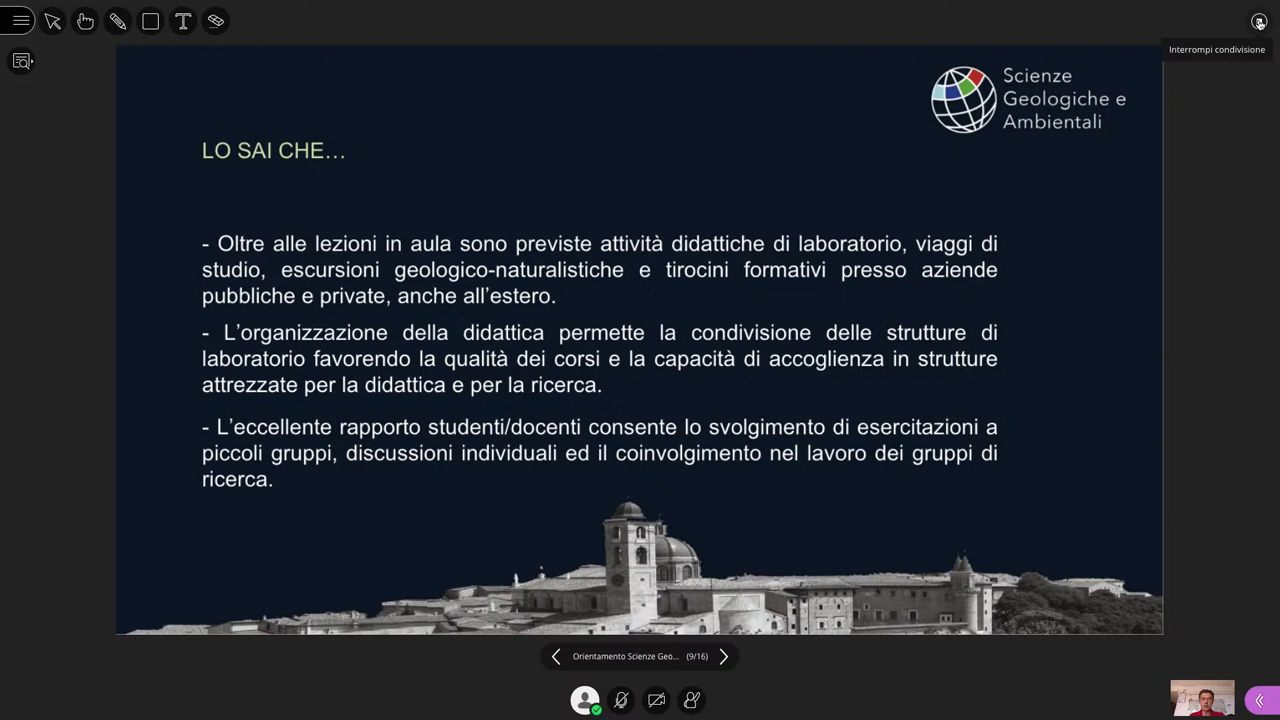 Interrompi condivisione
Scienze
Geologiche e
Ambientali
LO SAI CHE…
- Oltre alle lezioni in aula sono previste attività didattiche di laboratorio, viaggi di
studio, escursioni geologico-naturalistiche e tirocini formativi presso aziende
pubbliche e private, anche all’estero.
- L’organizzazione della didattica permette la condivisione delle strutture di
laboratorio favorendo la qualità dei corsi e la capacità di accoglienza in strutture
attrezzate per la didattica e per la ricerca.
- L’eccellente rapporto studenti/docenti consente lo svolgimento di esercitazioni a
piccoli gruppi, discussioni individuali ed il coinvolgimento nel lavoro dei gruppi di
ricerca.
Orientamento Scienze Geo... (9/16)